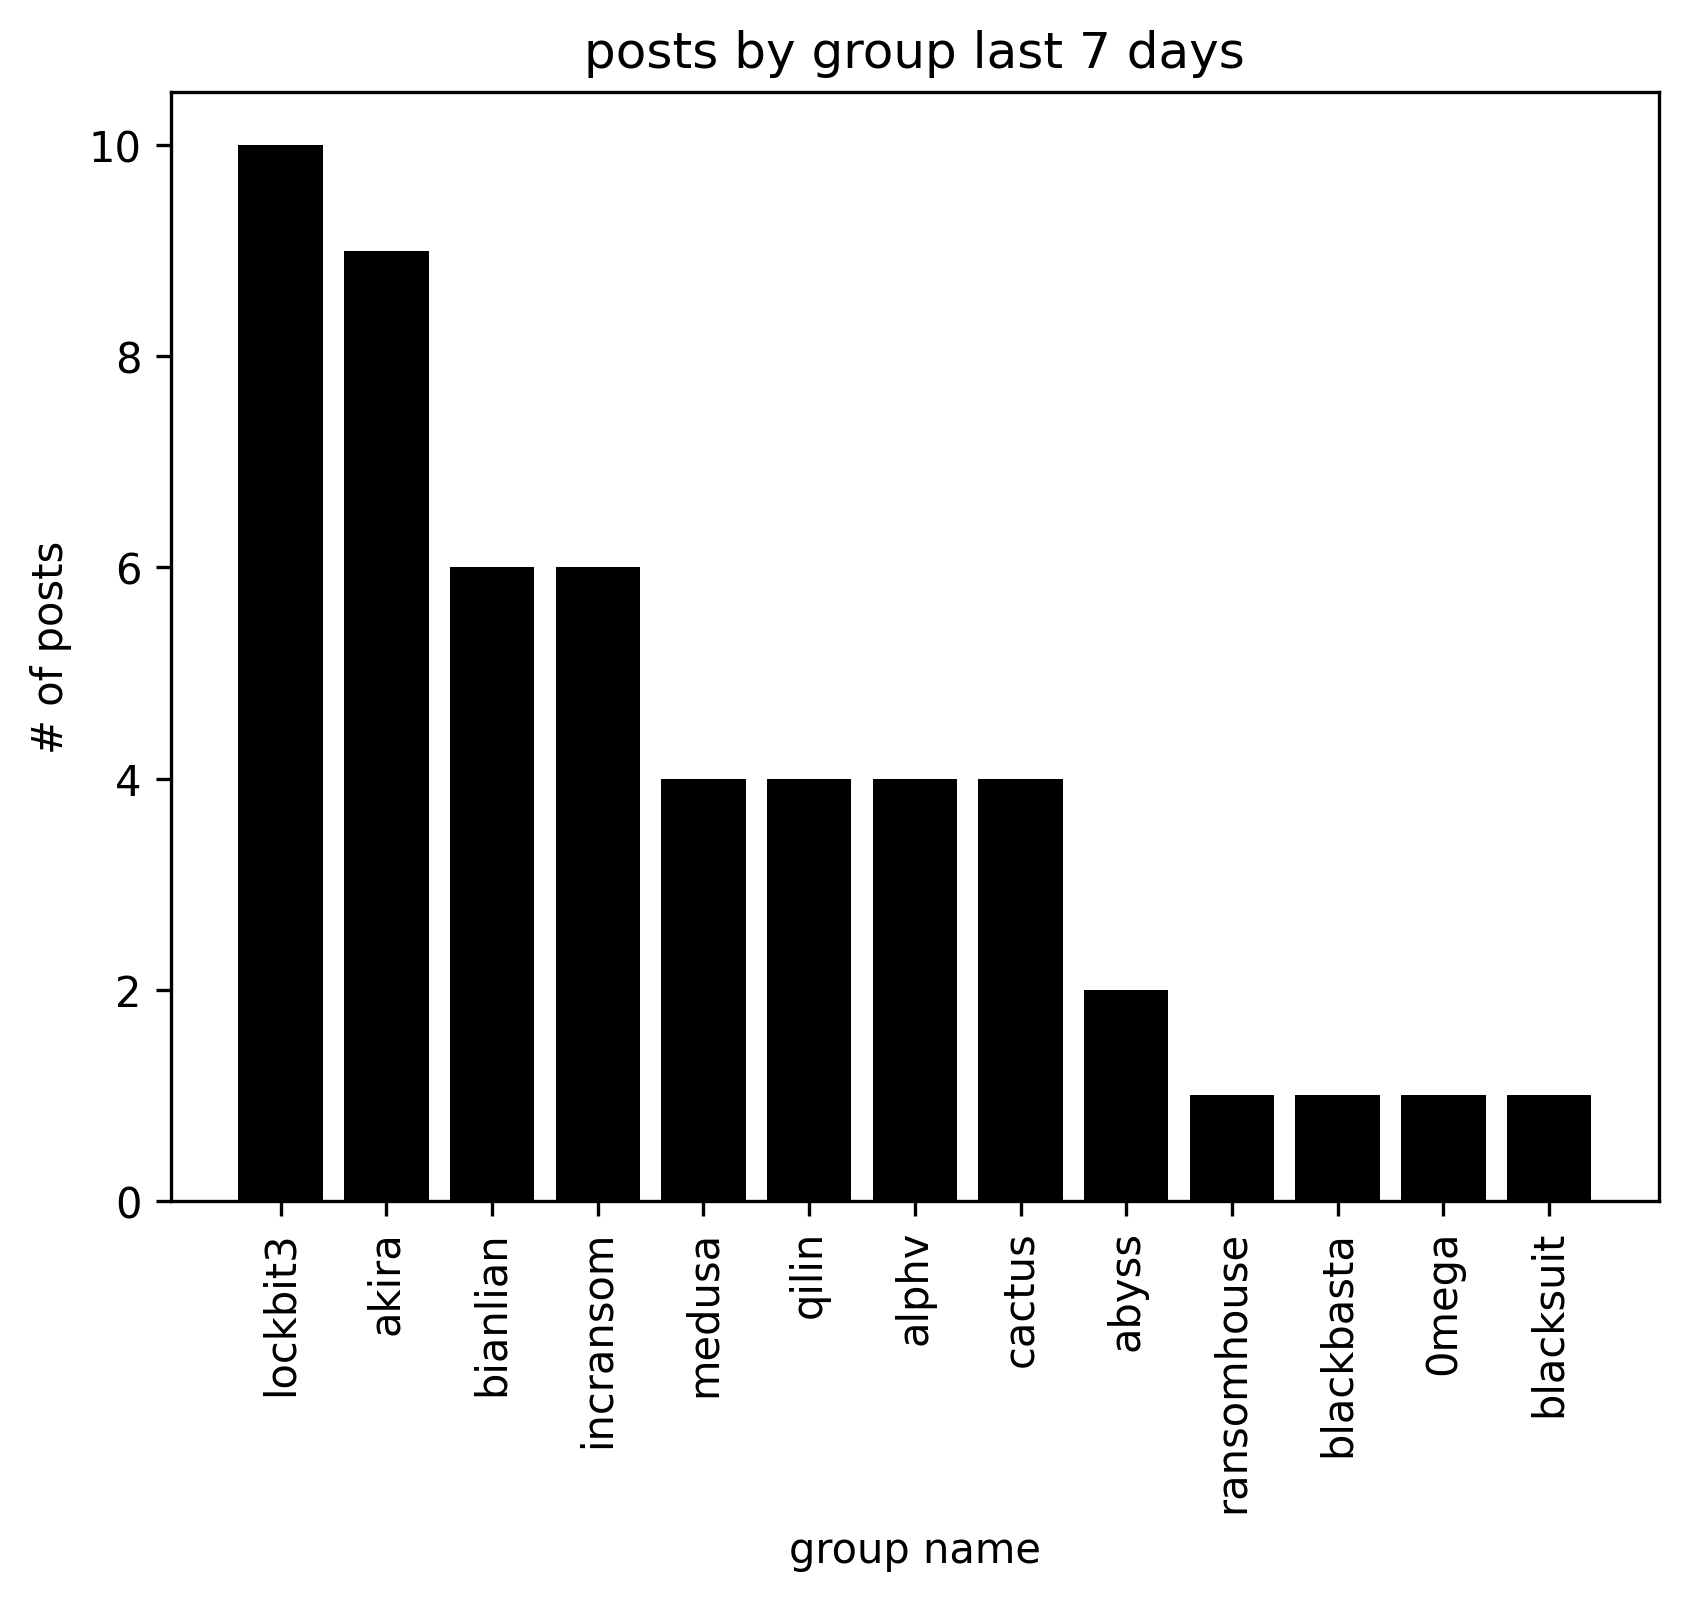 posts by group last 7 days
# of posts
10
8
6
4
2
0
lockbit3
akira
bianlian
incransom
medusa
qilin
alphv
cactus
abyss
ransomhouse
blackbasta
0mega
blacksuit
group name